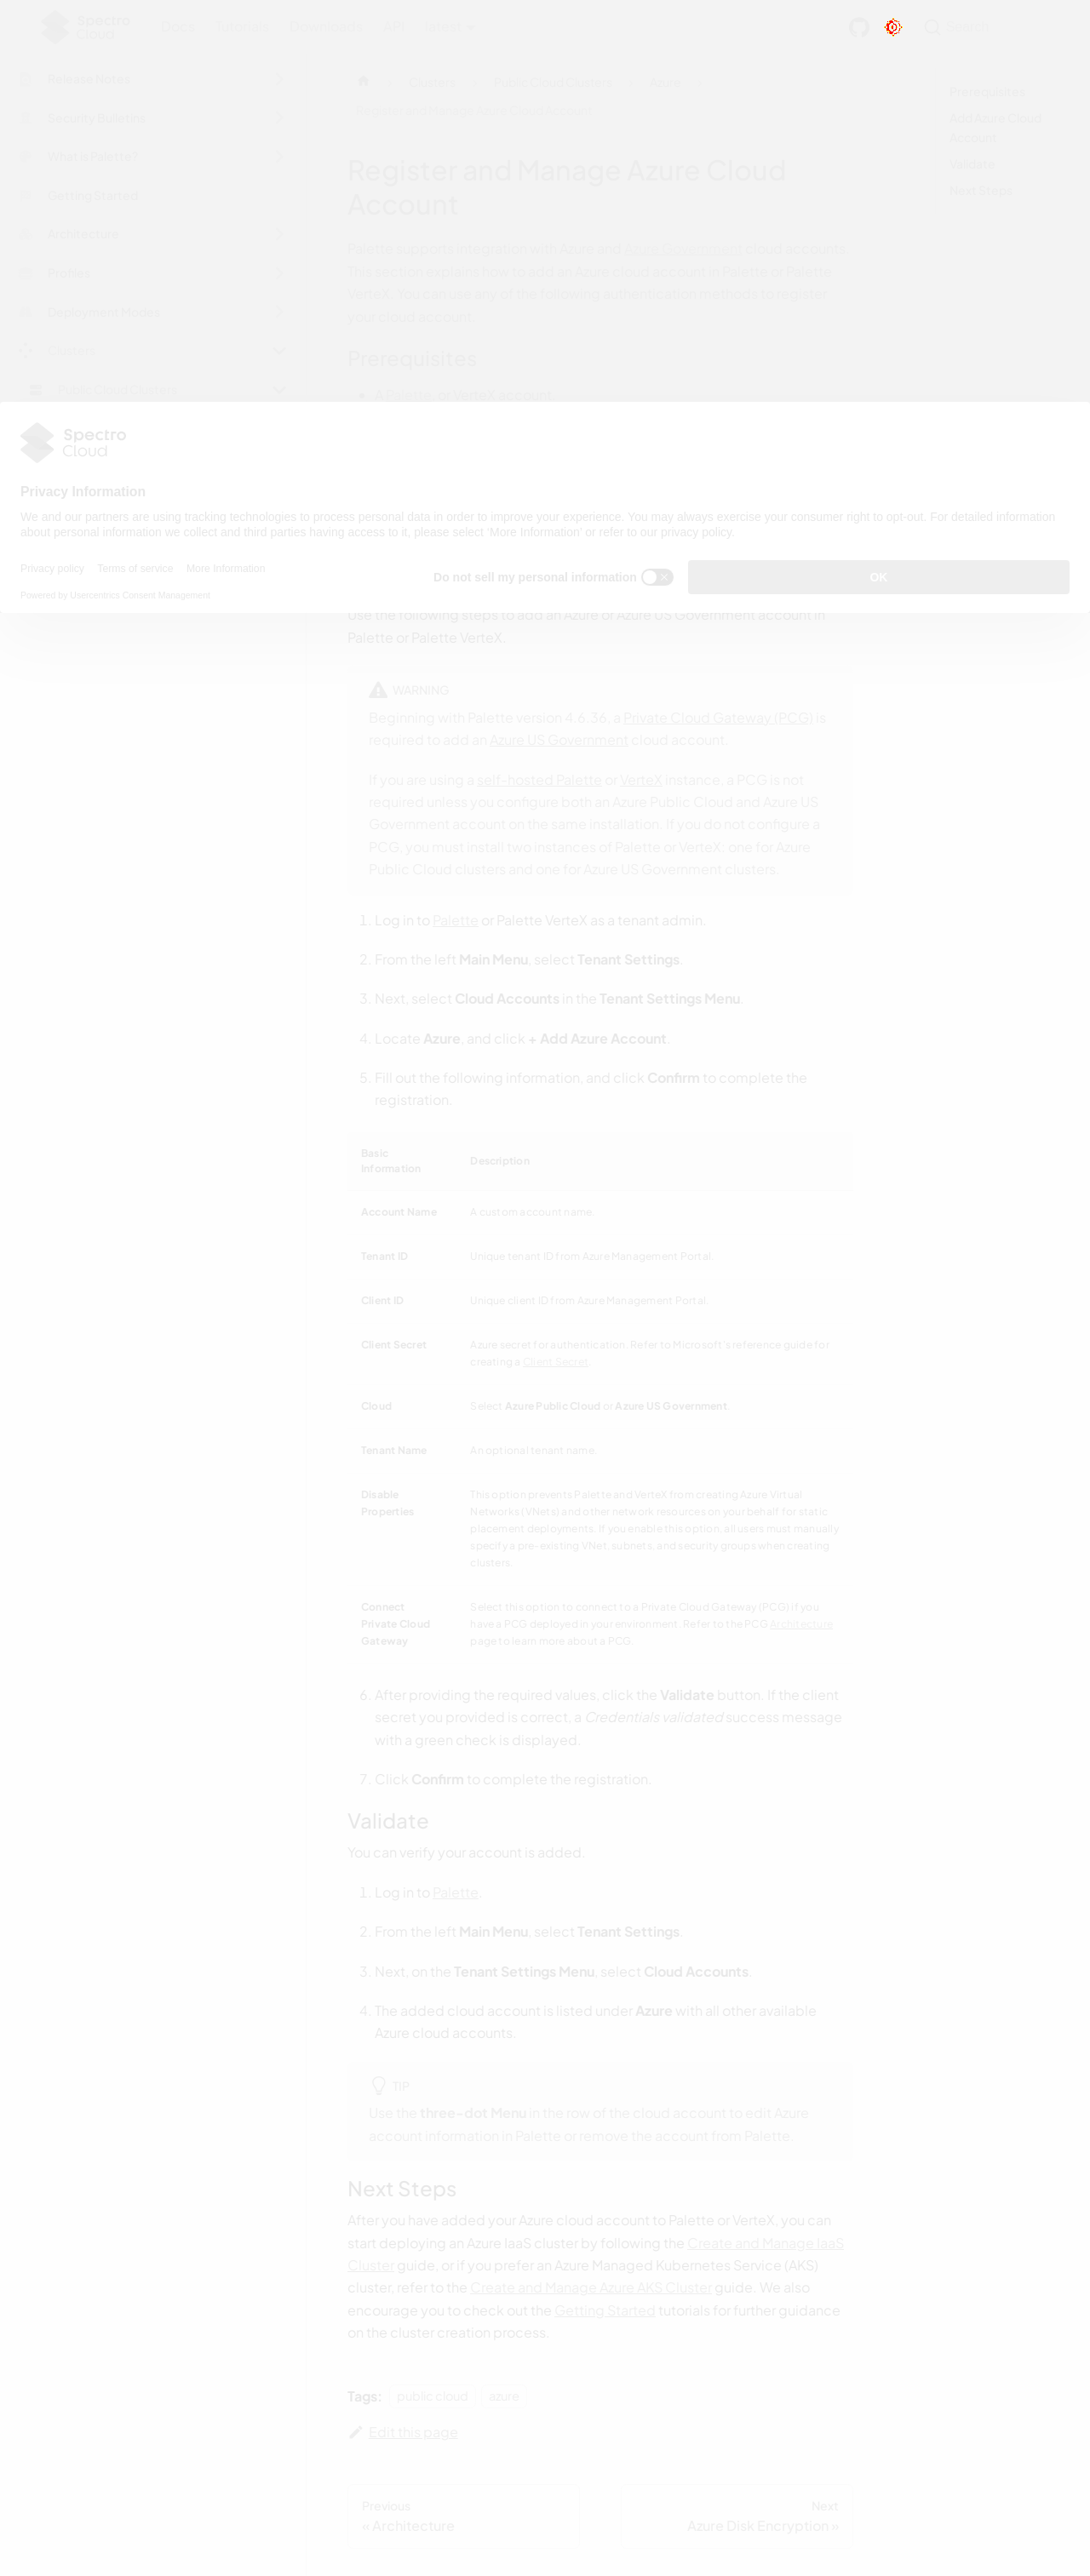 Spectro
Cloud
Docs Tutorials Downloads API
Search
Release Notes
Security Bulletins
What is Palette?
Getting Started
Architecture
Profiles
Deployment Modes
Clusters
Public Cloud Clusters
Clusters
Public Cloud Clusters
Azure
Register and Manage Azure Cloud Account
Prerequisites
Add Azure Cloud
Account
Validate
Next Steps
Register and Manage Azure Cloud
Account
Palette supports integration with Azure and Azure Government cloud accounts.
This section explains how to add an Azure cloud account in Palette or Palette
VerteX. You can use any of the following authentication methods to register
your cloud account.
Prerequisites
A Palette, or VerteX account.
Spectro
Cloud
Privacy Information
We and our partners are using tracking technologies to process personal data in order to improve your experience. You may always exercise your consumer right to opt-out. For detailed information
about personal information we collect and third parties having access to it, please select 'More Information' or refer to our privacy policy.
Privacy policy Terms of service More Information
Do not sell my personal information
OK
Powered by Usercentrics Consent Management
Use the following steps to add an Azure or Azure US Government account in
Palette or Palette VerteX.
WARNING
Beginning with Palette version 4.6.36, a Private Cloud Gateway (PCG) is
required to add an Azure US Government cloud account.
If you are using a self-hosted Palette or VerteX instance, a PCG is not
required unless you configure both an Azure Public Cloud and Azure US
Government account on the same installation. If you do not configure a
PCG, you must install two instances of Palette or VerteX, one for Azure
Public Cloud clusters and one for Azure US Government clusters.
1. Log in to Palette or Palette VerteX as a tenant admin.
2. From the left Main Menu, select Tenant Settings.
3. Next, select Cloud Accounts in the Tenant Settings Menu.
4. Locate Azure, and click + Add Azure Account.
5. Fill out the following information, and click Confirm to complete the
registration.
Basic
Information
Description
Account Name
A custom account name.
Tenant ID
Unique tenant ID from Azure Management Portal.
Client ID
Unique client ID from Azure Management Portal.
Client Secret
Azure secret for authentication. Refer to Microsoft's reference guide for
creating a Client Secret.
Cloud
Select Azure Public Cloud or Azure US Government.
Tenant Name
An optional tenant name.
Disable
Properties
This option prevents Palette and VerteX from creating Azure Virtual
Networks (VNets) and other network resources on your behalf for static
placement deployments. If you enable this option, all users must manually
specify a pre-existing VNet, subnets, and security groups when creating
clusters.
Connect
Private Cloud
Gateway
Select this option to connect to a Private Cloud Gateway (PCG) if you
have a PCG deployed in your environment. Refer to the PCG Architecture
page to learn more about a PCG.
6. After providing the required values, click the Validate button. If the client
secret you provided is correct, a Credentials validated success message
with a green check is displayed.
7. Click Confirm to complete the registration.
Validate
You can verify your account is added.
1. Log in to Palette.
2. From the left Main Menu, select Tenant Settings.
3. Next, on the Tenant Settings Menu, select Cloud Accounts.
4. The added cloud account is listed under Azure with all other available
Azure cloud accounts.
TIP
Use the three-dot Menu in the row of the cloud account to edit Azure
account information in Palette or remove the account from Palette.
Next Steps
After you have added your Azure cloud account to Palette or VerteX, you can
start deploying an Azure IaaS cluster by following the Create and Manage IaaS
Cluster guide, or if you prefer an Azure Managed Kubernetes Service (AKS)
cluster, refer to the Create and Manage Azure AKS Cluster guide. We also
encourage you to check out the Getting Started tutorials for further guidance
on the cluster creation process.
Tags: public cloud azure
Edit this page
Previous
« Architecture
Next
Azure Disk Encryption »